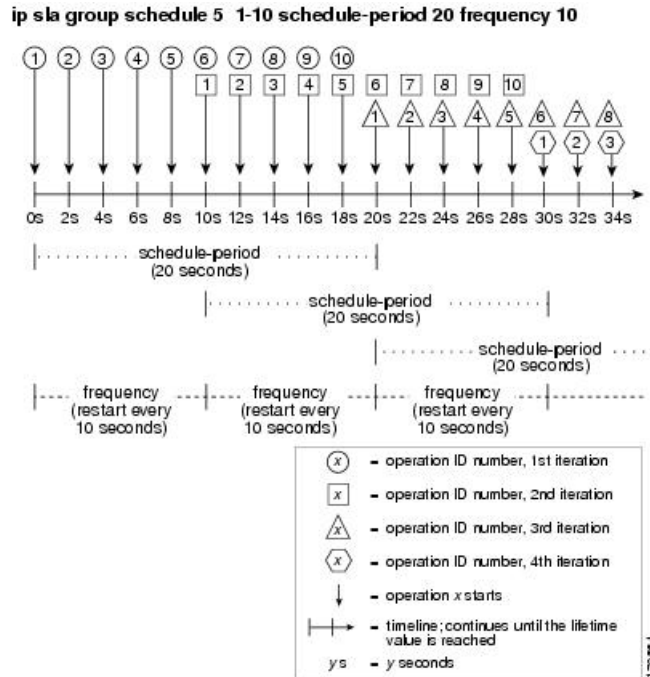 ip sla group schedule 5 1-10 schedule-period 20 frequency 10
1 2 3 4 5 6 7 8 9 10
1 2 3 4 5 6 7 8 9 10
1 2 3 4 5 6 7 8
1 2 3
0s 2s 4s 6s 8s 10s 12s 14s 16s 18s 20s 22s 24s 26s 28s 30s 32s 34s
schedule-period
(20 seconds)
schedule-period
(20 seconds)
schedule-period
(20 seconds)
frequency
(restart every
10 seconds)
frequency
(restart every
10 seconds)
frequency
(restart every
10 seconds)
x = operation ID number, 1st iteration
x = operation ID number, 2nd iteration
x = operation ID number, 3rd iteration
x = operation ID number, 4th iteration
= operation x starts
= timeline; continues until the lifetime
value is reached
y s = y seconds